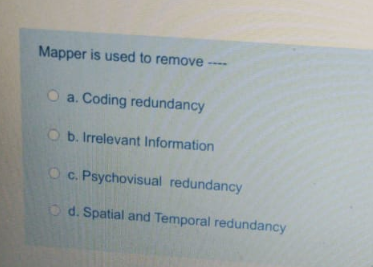 Mapper is used to remove ----
a. Coding redundancy
b. Irrelevant Information
c. Psychovisual redundancy
d. Spatial and Temporal redundancy